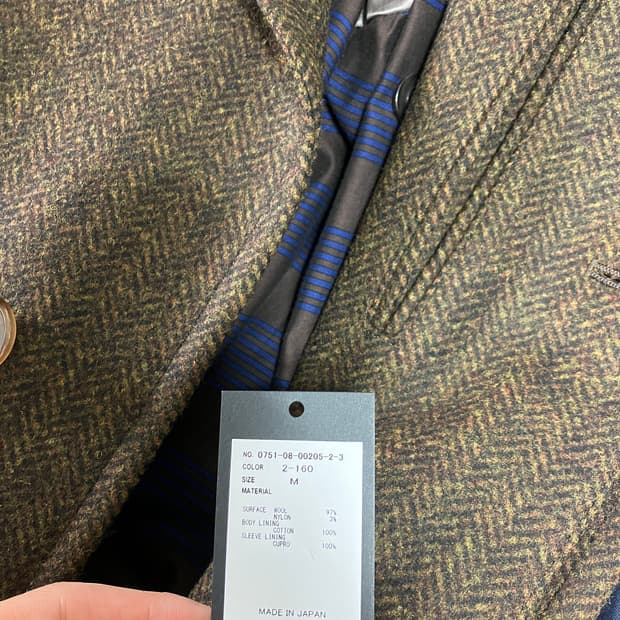 NO. 0751-08-00205-2-3
COLOR 2-160
SIZE M
MATERIAL
SURFACE WOOL 97%
NYLON 3%
BODY LINING
COTTON 100%
SLEEVE LINING
CUPRO 100%
MADE IN JAPAN